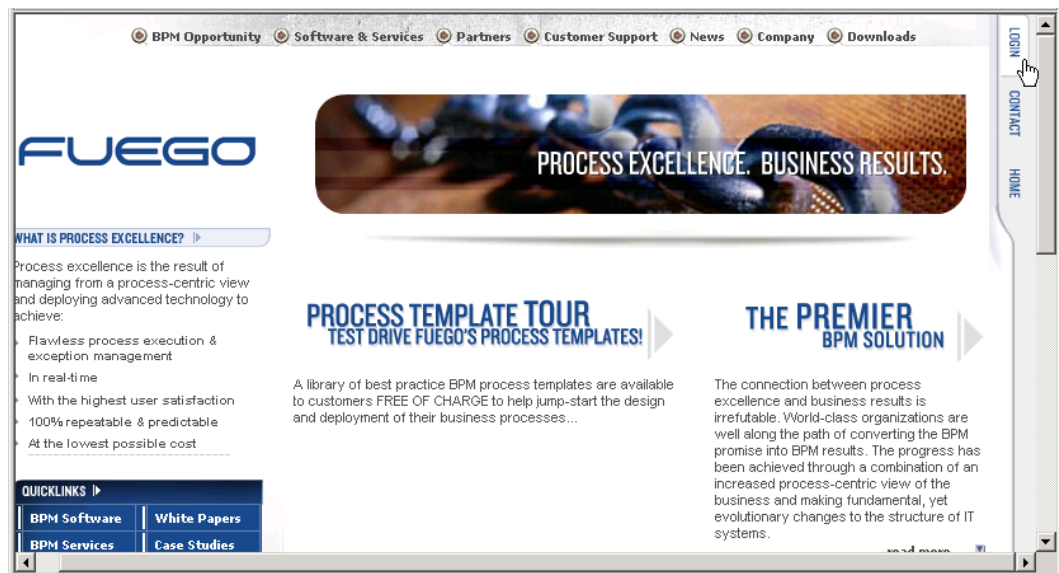 BPM Opportunity Software & Services Partners Customer Support News Company Downloads
LOGIN
CONTACT
HOME
FUEGO
PROCESS EXCELLENCE. BUSINESS RESULTS.
WHAT IS PROCESS EXCELLENCE?
Process excellence is the result of
managing from a process-centric view
and deploying advanced technology to
achieve:
Flawless process execution &
exception management
In real-time
With the highest user satisfaction
100% repeatable & predictable
At the lowest possible cost
QUICKLINKS
BPM Software White Papers
BPM Services Case Studies
PROCESS TEMPLATE TOUR
TEST DRIVE FUEGO'S PROCESS TEMPLATES!
A library of best practice BPM process templates are available
to customers FREE OF CHARGE to help jump-start the design
and deployment of their business processes...
THE PREMIER
BPM SOLUTION
The connection between process
excellence and business results is
irrefutable. World-class organizations are
well along the path of converting the BPM
promise into BPM results. The progress has
been achieved through a combination of an
increased process-centric view of the
business and making fundamental, yet
evolutionary changes to the structure of IT
systems.
read more